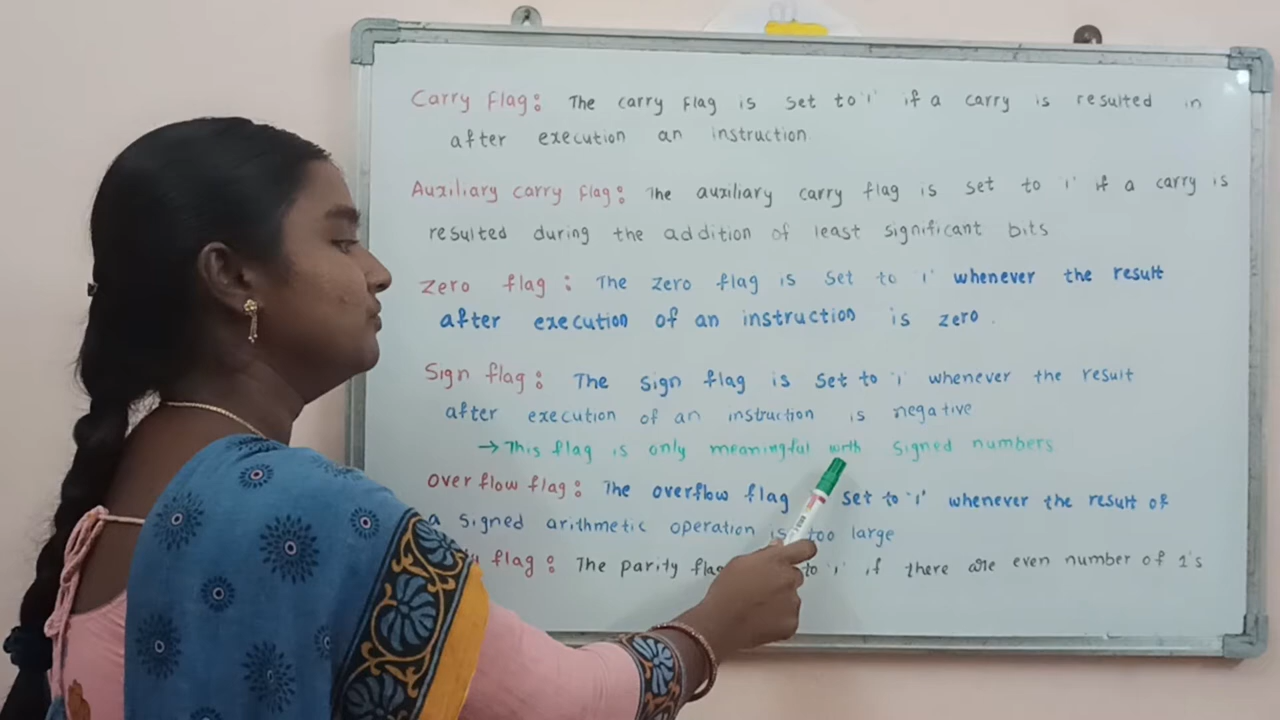 Carry Flag: The carry flag is set to '1' if a carry is resulted in
after execution an instruction
Auxiliary carry flag: The auxiliary carry flag is set to '1' if a carry is
resulted during the addition of least significant bits
Zero flag: The zero flag is set to '1' whenever the result
after execution of an instruction is zero.
Sign flag: The sign flag is set to '1' whenever the result
after execution of an instruction is negative
→ This flag is only meaningful with signed numbers
Overflow flag: The overflow flag set to '1' whenever the result of
a signed arithmetic operation is too large
flag: The parity to '1' if there are even number of 1's